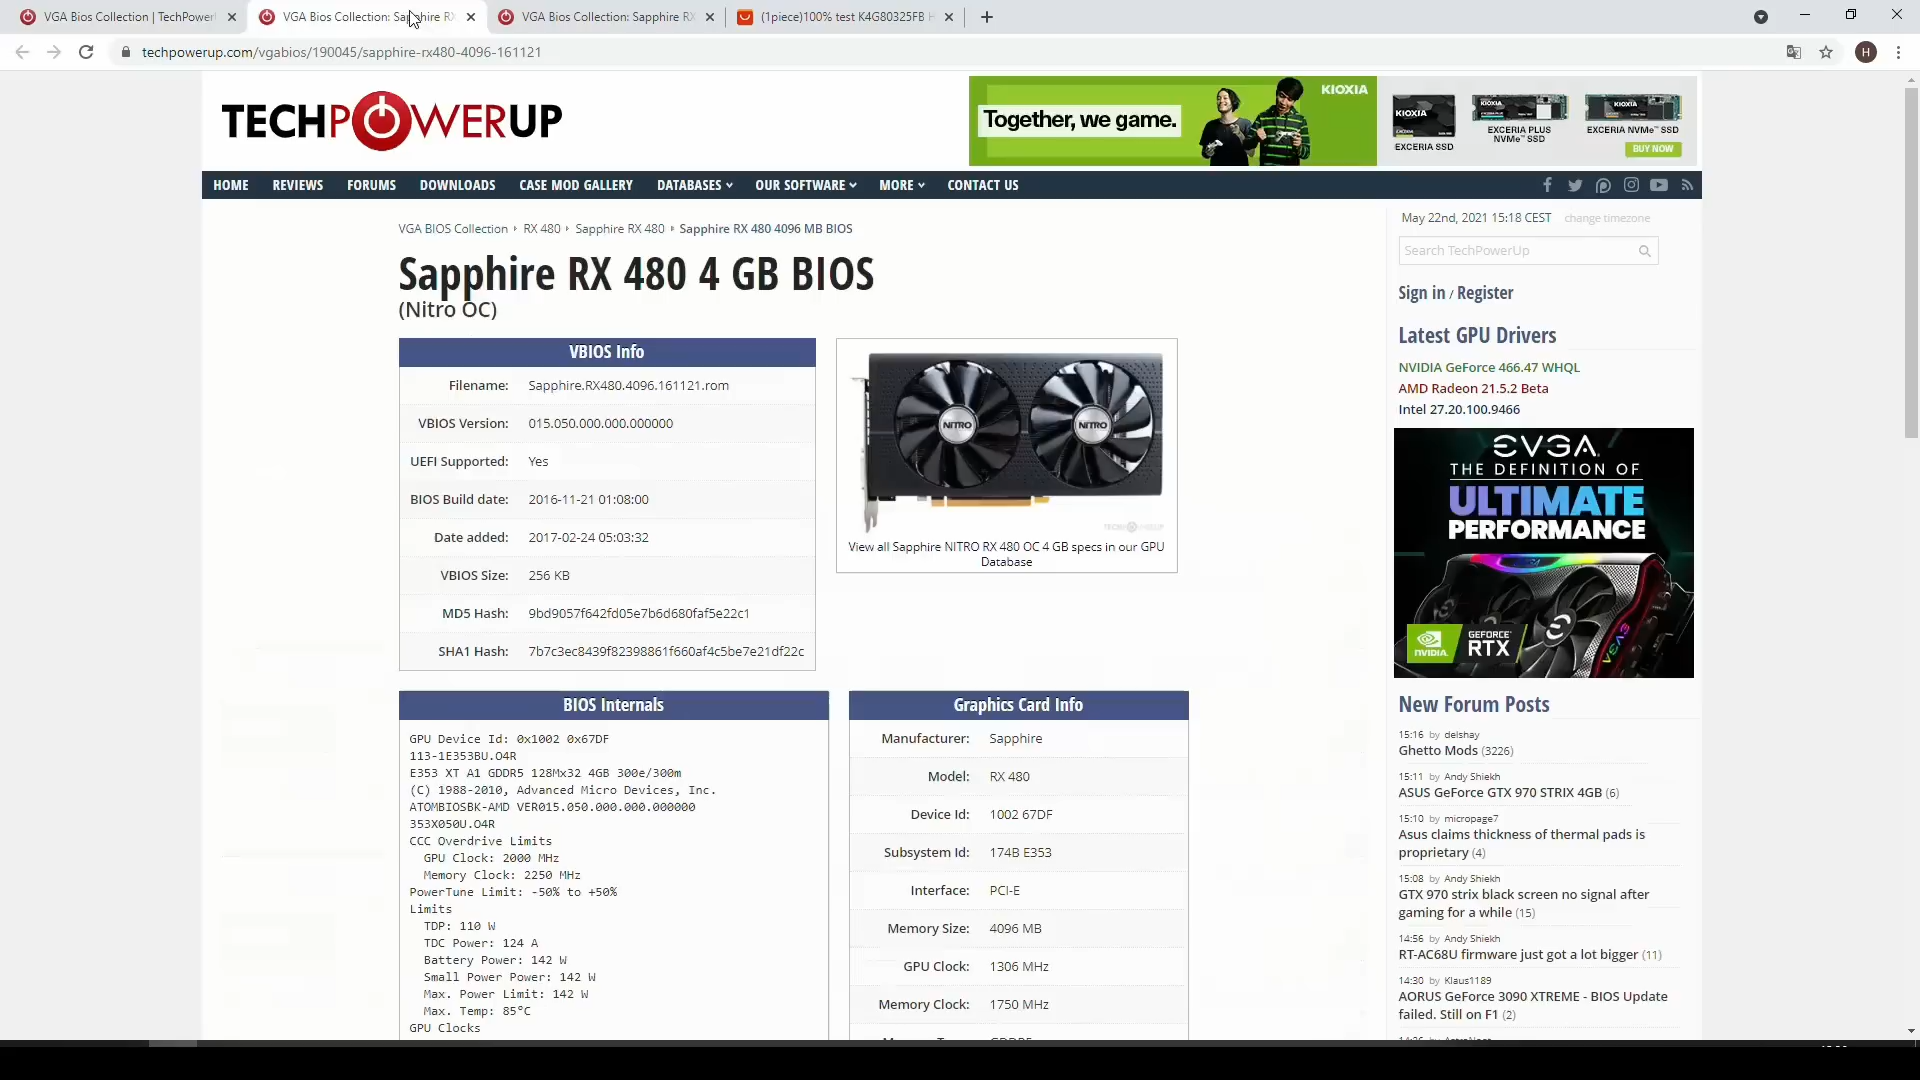 VGA Bios Collection | TechPower
VGA Bios Collection: Sapphire RX
VGA Bios Collection: Sapphire RX
(1piece)100% test K4G80325FB H
techpowerup.com/vgabios/190045/sapphire-rx480-4096-161121
H
TECHPOWERUP
Together, we game.
KIOXIA
KIOXIA
EXCERIA SSD
EXCERIA PLUS
NVMe™ SSD
EXCERIA NVMe™ SSD
BUY NOW
HOME REVIEWS FORUMS DOWNLOADS CASE MOD GALLERY DATABASES OUR SOFTWARE MORE CONTACT US
VGA BIOS Collection RX 480 Sapphire RX 480 Sapphire RX 480 4096 MB BIOS
Sapphire RX 480 4 GB BIOS
(Nitro OC)
VBIOS Info
Filename: Sapphire.RX480.4096.161121.rom
VBIOS Version: 015.050.000.000.000000
UEFI Supported: Yes
BIOS Build date: 2016-11-21 01:08:00
Date added: 2017-02-24 05:03:32
VBIOS Size: 256 KB
MD5 Hash: 9bd9057f642fd05e7b6d680faf5e22c1
SHA1 Hash: 7b7c3ec8439f82398861f660af4c5be7e21df22c
NITRO
NITRO
TECHPOWERUP
View all Sapphire NITRO RX 480 OC 4 GB specs in our GPU
Database
BIOS Internals
GPU Device Id: 0x1002 0x67DF
113-1E353BU.O4R
E353 XT A1 GDDR5 128Mx32 4GB 300e/300m
(C) 1988-2010, Advanced Micro Devices, Inc.
ATOMBIOSBK-AMD VER015.050.000.000.000000
353X050U.O4R
CCC Overdrive Limits
GPU Clock: 2000 MHz
Memory Clock: 2250 MHz
PowerTune Limit: -50% to +50%
Limits
TDP: 110 W
TDC Power: 124 A
Battery Power: 142 W
Small Power Power: 142 W
Max. Power Limit: 142 W
Max. Temp: 85°C
GPU Clocks
Graphics Card Info
Manufacturer: Sapphire
Model: RX 480
Device Id: 1002 67DF
Subsystem Id: 174B E353
Interface: PCI-E
Memory Size: 4096 MB
GPU Clock: 1306 MHz
Memory Clock: 1750 MHz
May 22nd, 2021 15:18 CEST change timezone
Search TechPowerUp
Sign in / Register
Latest GPU Drivers
NVIDIA GeForce 466.47 WHQL
AMD Radeon 21.5.2 Beta
Intel 27.20.100.9466
EVGA
THE DEFINITION OF
ULTIMATE
PERFORMANCE
NVIDIA.
GEFORCE
RTX
New Forum Posts
15:16 by delshay
Ghetto Mods (3226)
15:11 by Andy Shiekh
ASUS GeForce GTX 970 STRIX 4GB (6)
15:10 by micropage7
Asus claims thickness of thermal pads is
proprietary (4)
15:08 by Andy Shiekh
GTX 970 strix black screen no signal after
gaming for a while (15)
14:56 by Andy Shiekh
RT-AC68U firmware just got a lot bigger (11)
14:30 by Klaus1189
AORUS GeForce 3090 XTREME - BIOS Update
failed. Still on F1 (2)